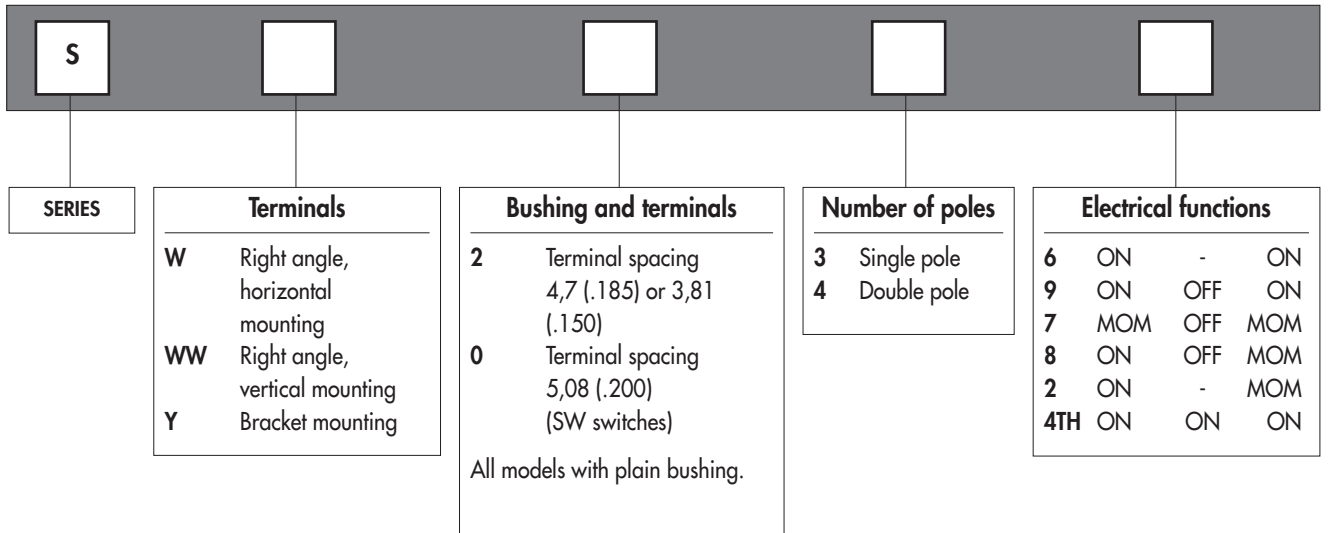 S
SERIES
Terminals
W Right angle,
horizontal
mounting
WW Right angle,
vertical mounting
Y Bracket mounting
Bushing and terminals
2 Terminal spacing
4,7 (.185) or 3,81
(.150)
0 Terminal spacing
5,08 (.200)
(SW switches)
All models with plain bushing.
Number of poles
3 Single pole
4 Double pole
Electrical functions
6 ON - ON
9 ON OFF ON
7 MOM OFF MOM
8 ON OFF MOM
2 ON - MOM
4TH ON ON ON